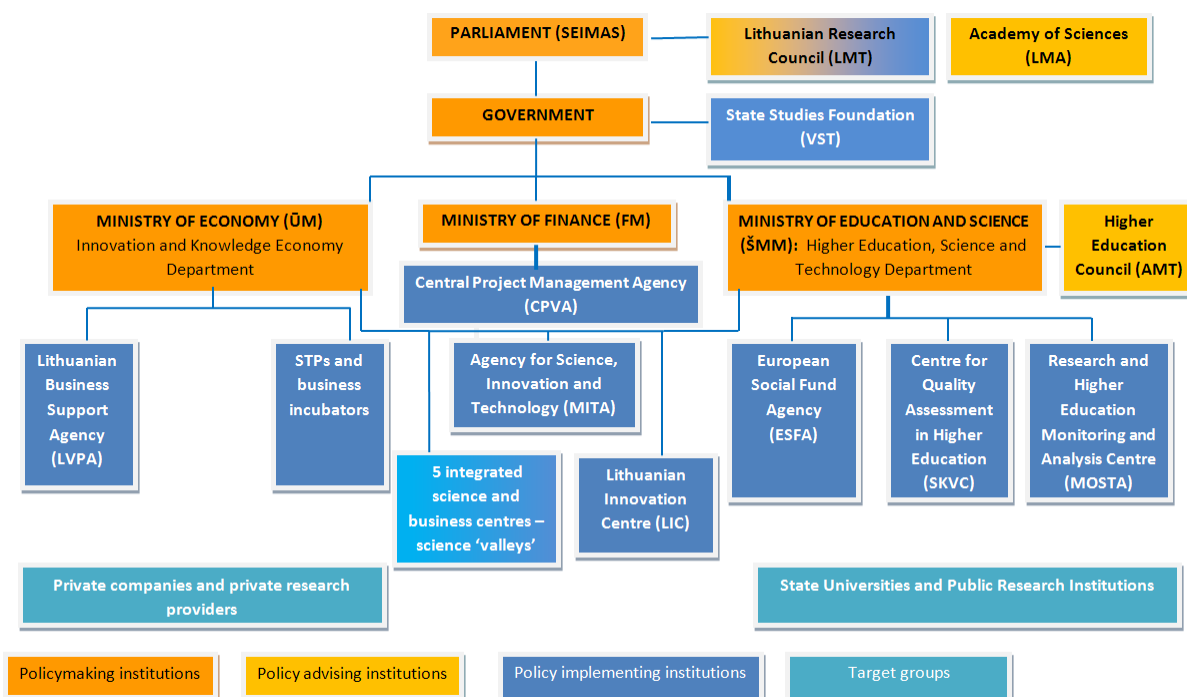 PARLIAMENT (SEIMAS)
Lithuanian Research
Council (LMT)
Academy of Sciences
(LMA)
GOVERNMENT
State Studies Foundation
(VST)
MINISTRY OF ECONOMY (ŪM)
Innovation and Knowledge Economy
Department
MINISTRY OF FINANCE (FM)
MINISTRY OF EDUCATION AND SCIENCE
(ŠMM): Higher Education, Science and
Technology Department
Higher
Education
Council (AMT)
Central Project Management Agency
(CPVA)
Lithuanian
Business
Support
Agency
(LVPA)
STPs and
business
incubators
Agency for Science,
Innovation and
Technology (MITA)
European
Social Fund
Agency
(ESFA)
Centre for
Quality
Assessment
in Higher
Education
(SKVC)
Research and
Higher
Education
Monitoring and
Analysis Centre
(MOSTA)
5 integrated
science and
business centres –
science ‘valleys’
Lithuanian
Innovation
Centre (LIC)
Private companies and private research
providers
State Universities and Public Research Institutions
Policymaking institutions
Policy advising institutions
Policy implementing institutions
Target groups